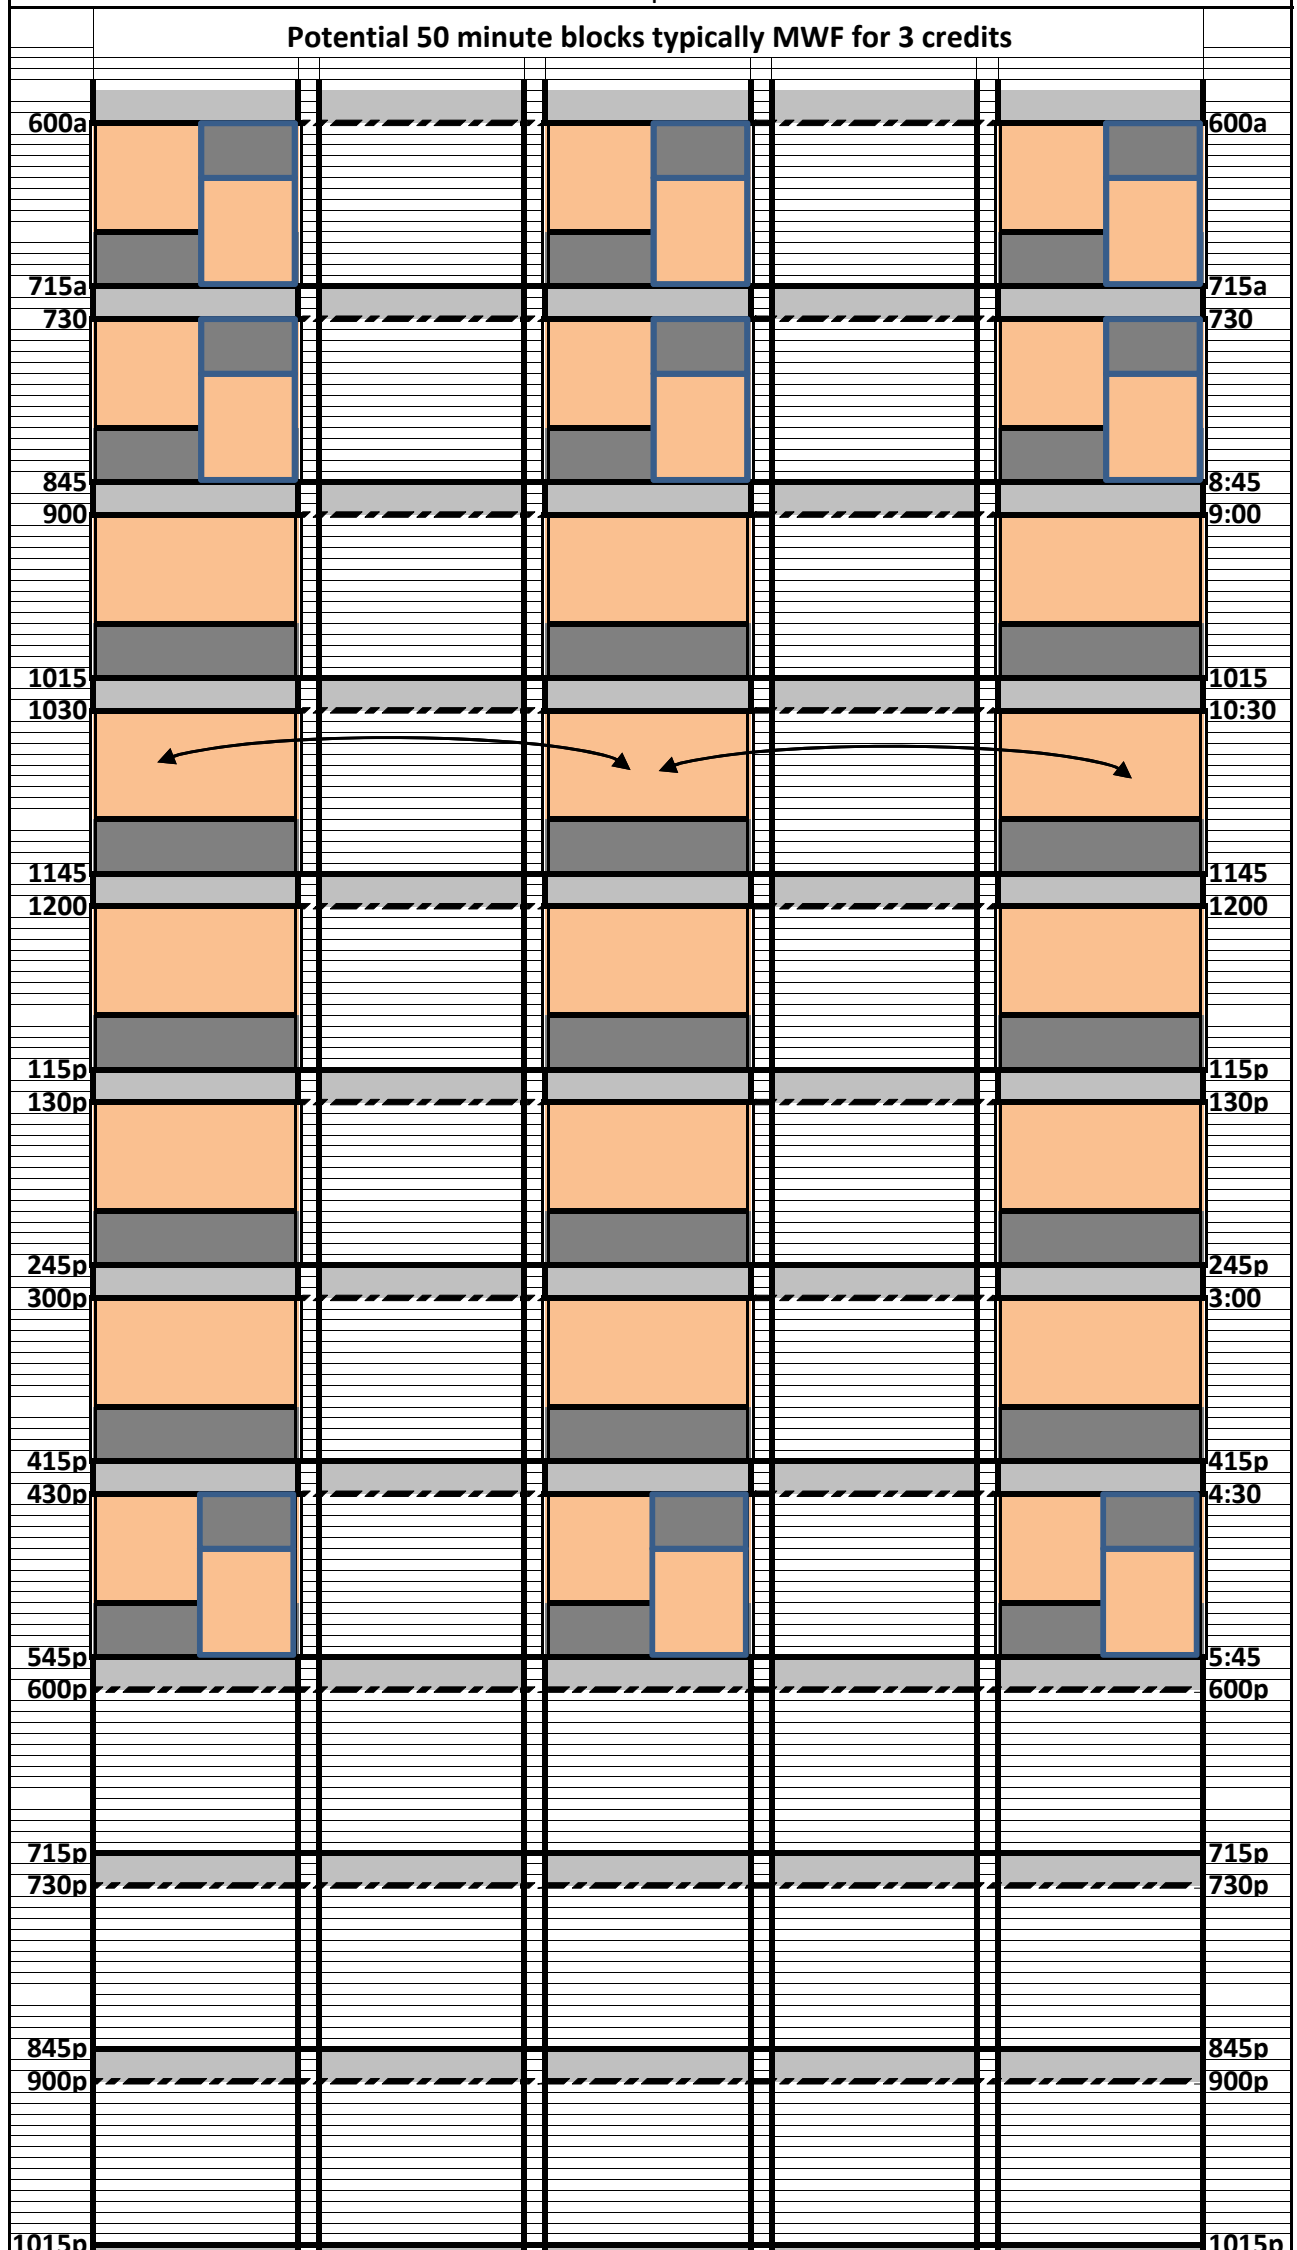 Potential 50 minute blocks typically MWF for 3 credits
600a 600a
715a 715a
730 730
845 8:45
900 9:00
1015 1015
1030 10:30
1145 1145
1200 1200
115p 115p
130p 130p
245p 245p
300p 3:00
415p 415p
430p 4:30
545p 5:45
600p 600p
715p 715p
730p 730p
845p 845p
900p 900p
1015p 1015p